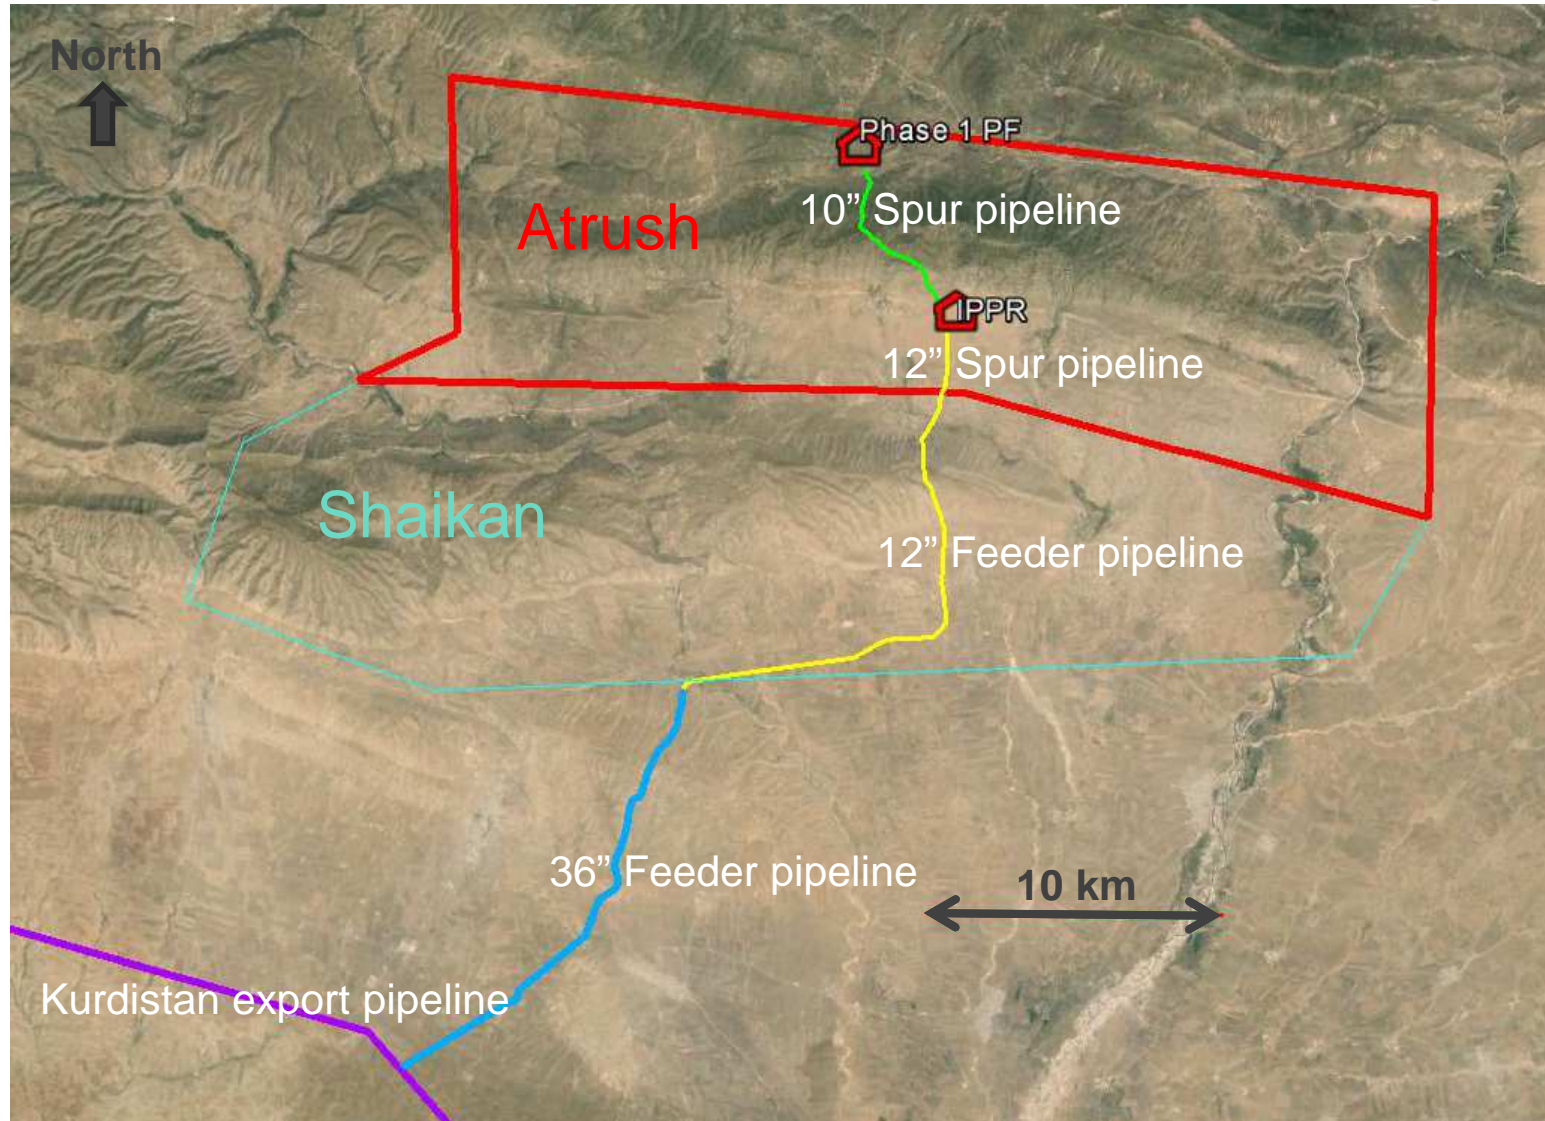 North
Phase 1 PF
10” Spur pipeline
Atrush
IPPR
12” Spur pipeline
Shaikan
12” Feeder pipeline
36” Feeder pipeline
10 km
Kurdistan export pipeline